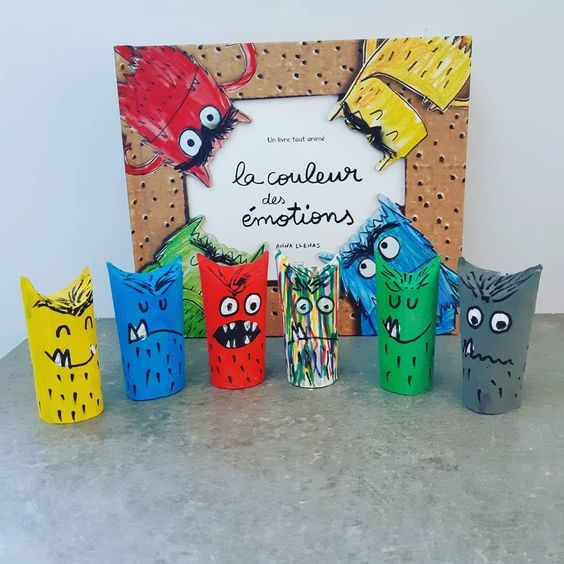 Un livre tout animé
la couleur
des
émotions
ANNA LLENAS